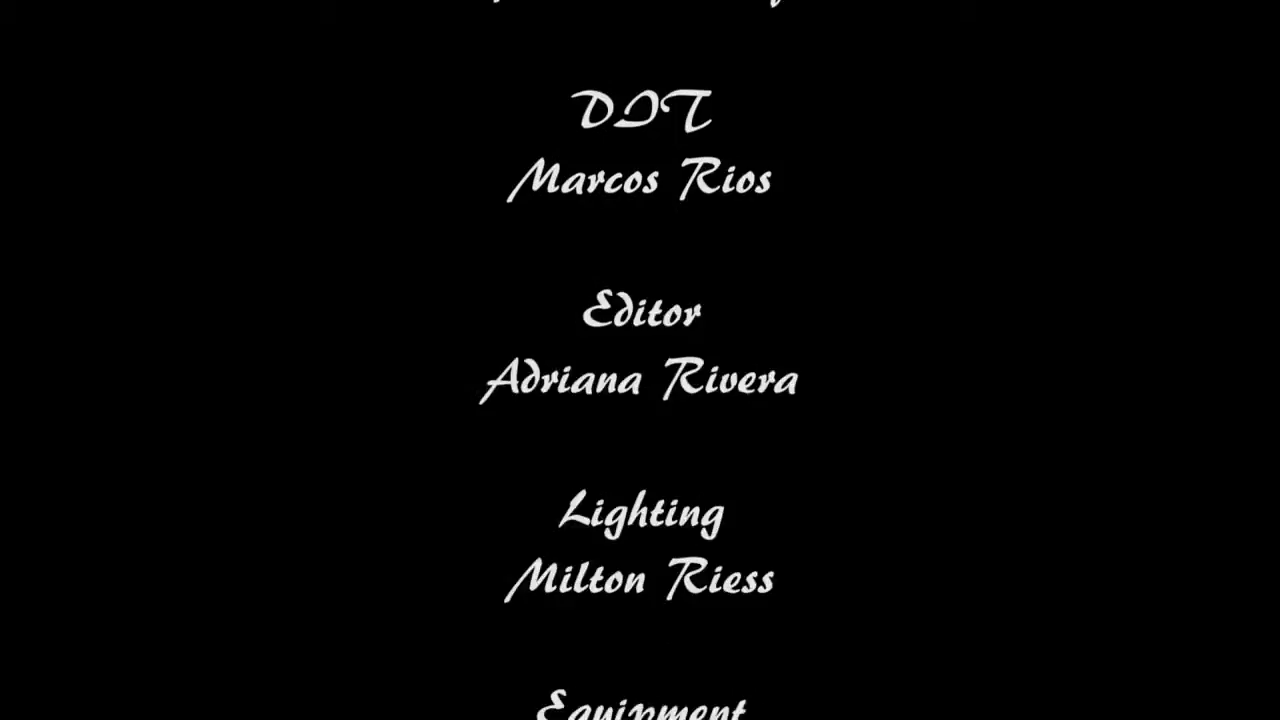 DIT
Marcos Rios
Editor
Adriana Rivera
Lighting
Milton Riess
Equipment